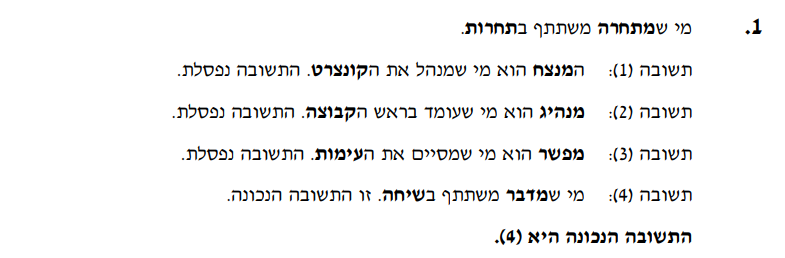 1. מי שמתחרה משתתף בתחרות.
תשובה (1): המנצח הוא מי שמנהל את הקונצרט. התשובה נפסלת.
תשובה (2): מנהיג הוא מי שעומד בראש הקבוצה. התשובה נפסלת.
תשובה (3): מפשר הוא מי שמסיים את העימות. התשובה נפסלת.
תשובה (4): מי שמדבר משתתף בשיחה. זו התשובה הנכונה.
התשובה הנכונה היא (4).